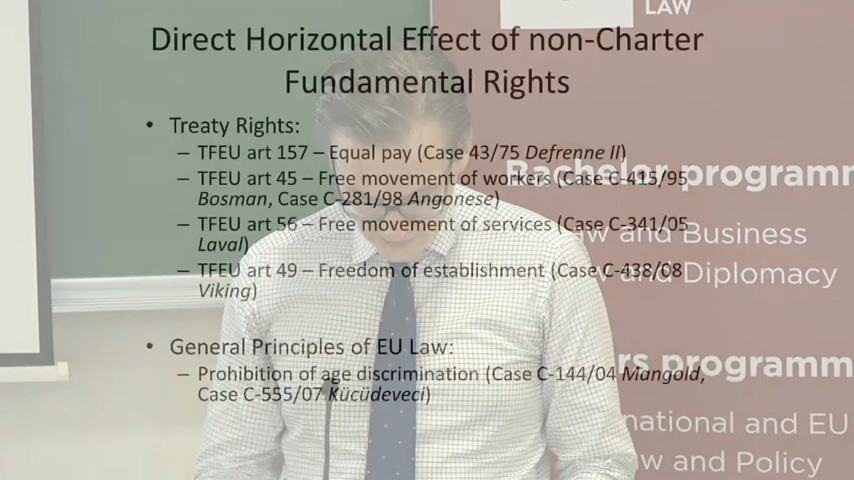 LAW
Direct Horizontal Effect of non-Charter
Fundamental Rights
• Treaty Rights:
– TFEU art 157 – Equal pay (Case 43/75 Defrenne II)
– TFEU art 45 – Free movement of workers (Case C-415/95
Bosman, Case C-281/98 Angonese)
– TFEU art 56 – Free movement of services (Case C-341/05
Laval)
– TFEU art 49 – Freedom of establishment (Case C-438/08
Viking)
• General Principles of EU Law:
– Prohibition of age discrimination (Case C-144/04 Mangold,
Case C-555/07 Kücüdeveci)
Bachelor programm
aw and Business
and Diplomacy
rs programm
national and EU
w and Policy